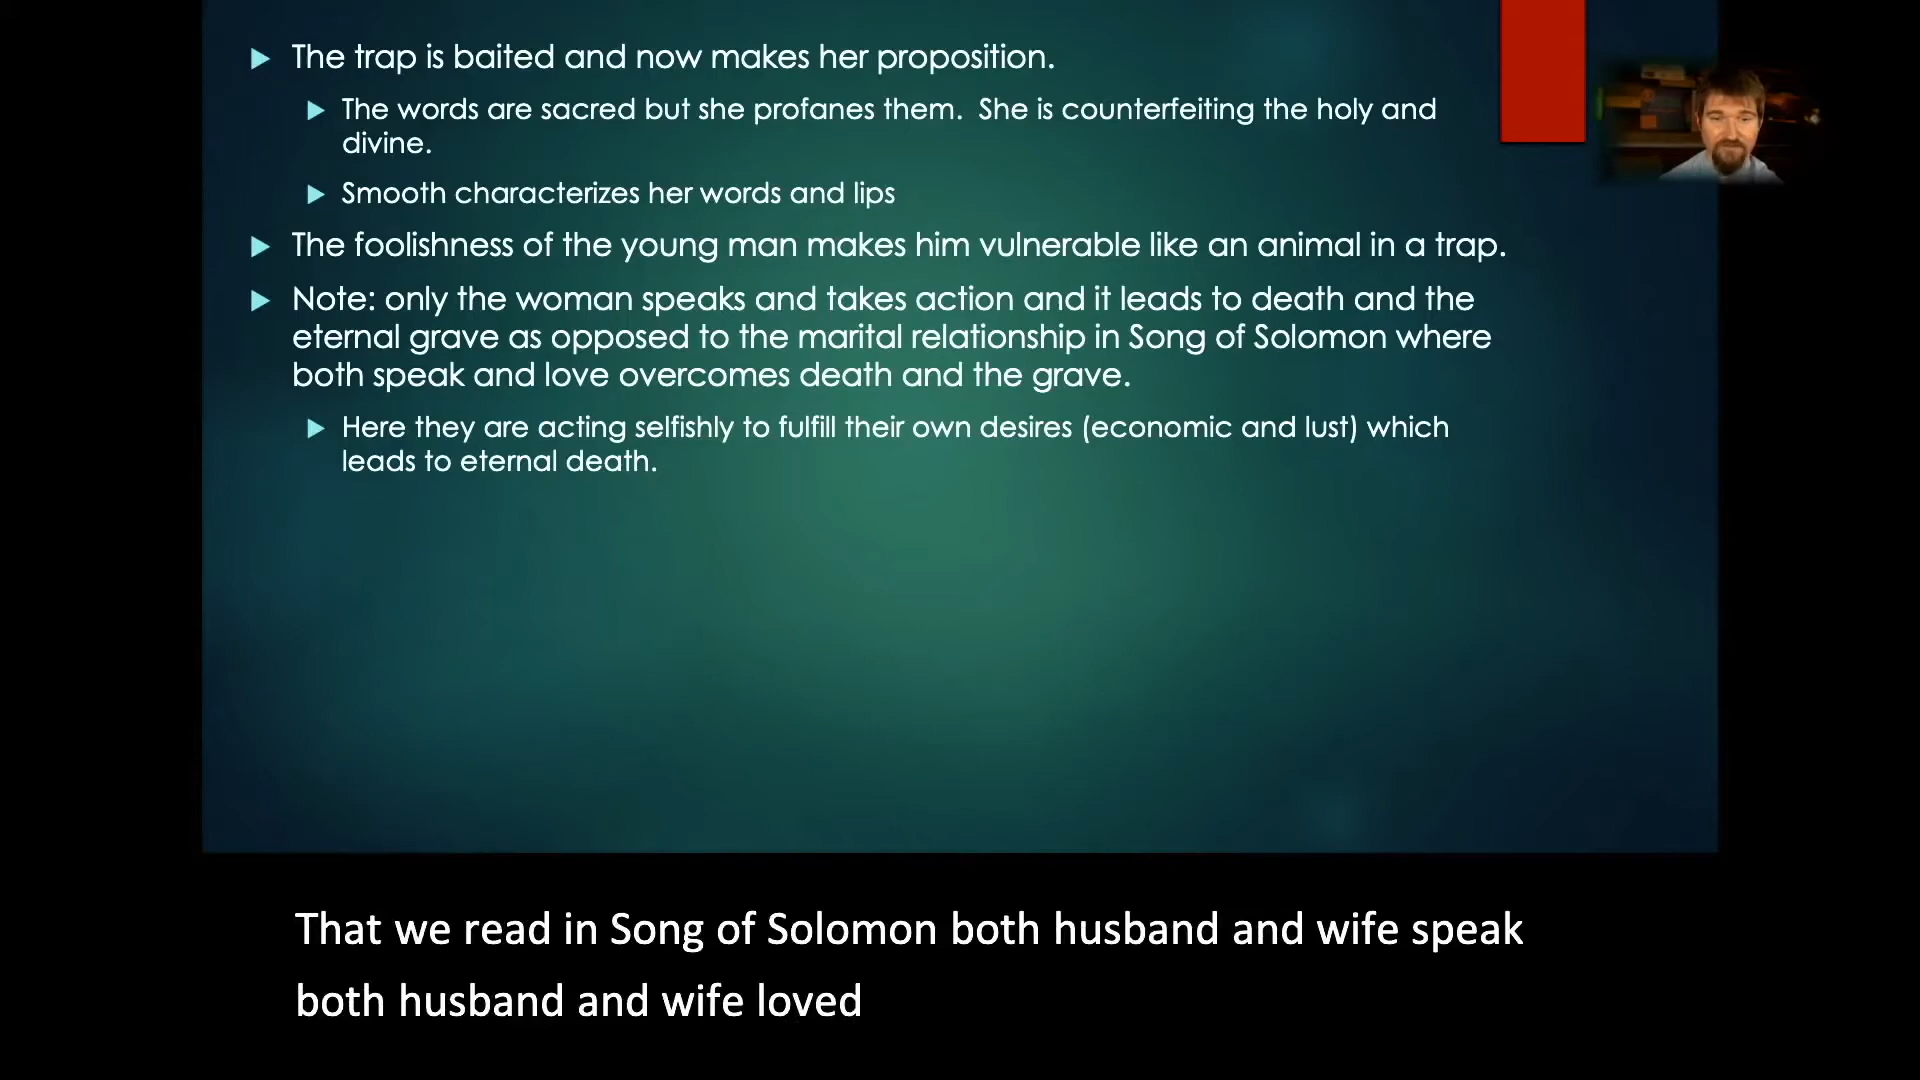 The trap is baited and now makes her proposition.
The words are sacred but she profanes them.  She is counterfeiting the holy and
divine.
Smooth characterizes her words and lips
The foolishness of the young man makes him vulnerable like an animal in a trap.
Note: only the woman speaks and takes action and it leads to death and the
eternal grave as opposed to the marital relationship in Song of Solomon where
both speak and love overcomes death and the grave.
Here they are acting selfishly to fulfill their own desires (economic and lust) which
leads to eternal death.
That we read in Song of Solomon both husband and wife speak
both husband and wife loved